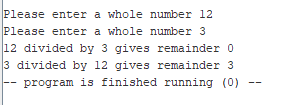 Please enter a whole number 12
Please enter a whole number 3
12 divided by 3 gives remainder 0
3 divided by 12 gives remainder 3
-- program is finished running (0) --